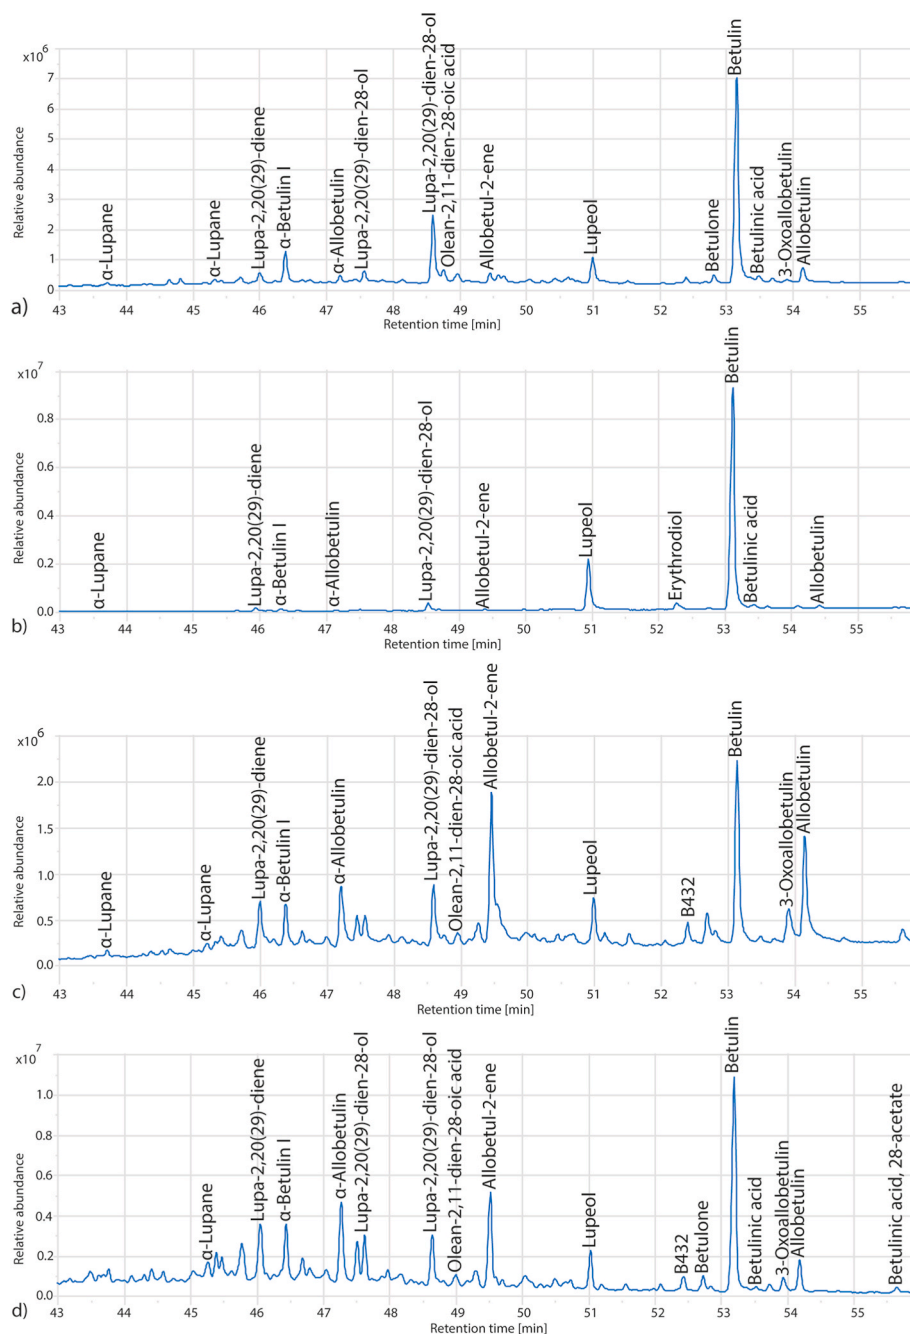 x10⁶
Relative abundance
7
6
5
4
3
2
1
0
α-Lupane
α-Lupane
Lupa-2,20(29)-diene
α-Betulin I
α-Allobetulin
Lupa-2,20(29)-dien-28-ol
Lupa-2,20(29)-dien-28-ol
Olean-2,11-dien-28-oic acid
Allobetul-2-ene
Lupeol
Betulone
Betulin
Betulinic acid
3-Oxoallobetulin
Allobetulin
43 44 45 46 47 48 49 50 51 52 53 54 55
Retention time [min]
a)
x10⁷
Relative abundance
0.8
0.6
0.4
0.2
0.0
α-Lupane
Lupa-2,20(29)-diene
α-Betulin I
α-Allobetulin
Lupa-2,20(29)-dien-28-ol
Allobetul-2-ene
Lupeol
Erythrodiol
Betulin
Betulinic acid
Allobetulin
43 44 45 46 47 48 49 50 51 52 53 54 55
Retention time [min]
b)
x10⁶
Relative abundance
2.0
1.5
1.0
0.5
0.0
α-Lupane
α-Lupane
Lupa-2,20(29)-diene
α-Betulin I
α-Allobetulin
Lupa-2,20(29)-dien-28-ol
Olean-2,11-dien-28-oic acid
Allobetul-2-ene
Lupeol
B432
Betulin
3-Oxoallobetulin
Allobetulin
43 44 45 46 47 48 49 50 51 52 53 54 55
Retention time [min]
c)
x10⁷
Relative abundance
1.0
0.8
0.6
0.4
0.2
0.0
α-Lupane
Lupa-2,20(29)-diene
α-Betulin I
α-Allobetulin
Lupa-2,20(29)-dien-28-ol
Lupa-2,20(29)-dien-28-ol
Olean-2,11-dien-28-oic acid
Allobetul-2-ene
Lupeol
B432
Betulone
Betulin
Betulinic acid
3-Oxoallobetulin
Allobetulin
Betulinic acid, 28-acetate
43 44 45 46 47 48 49 50 51 52 53 54 55
Retention time [min]
d)